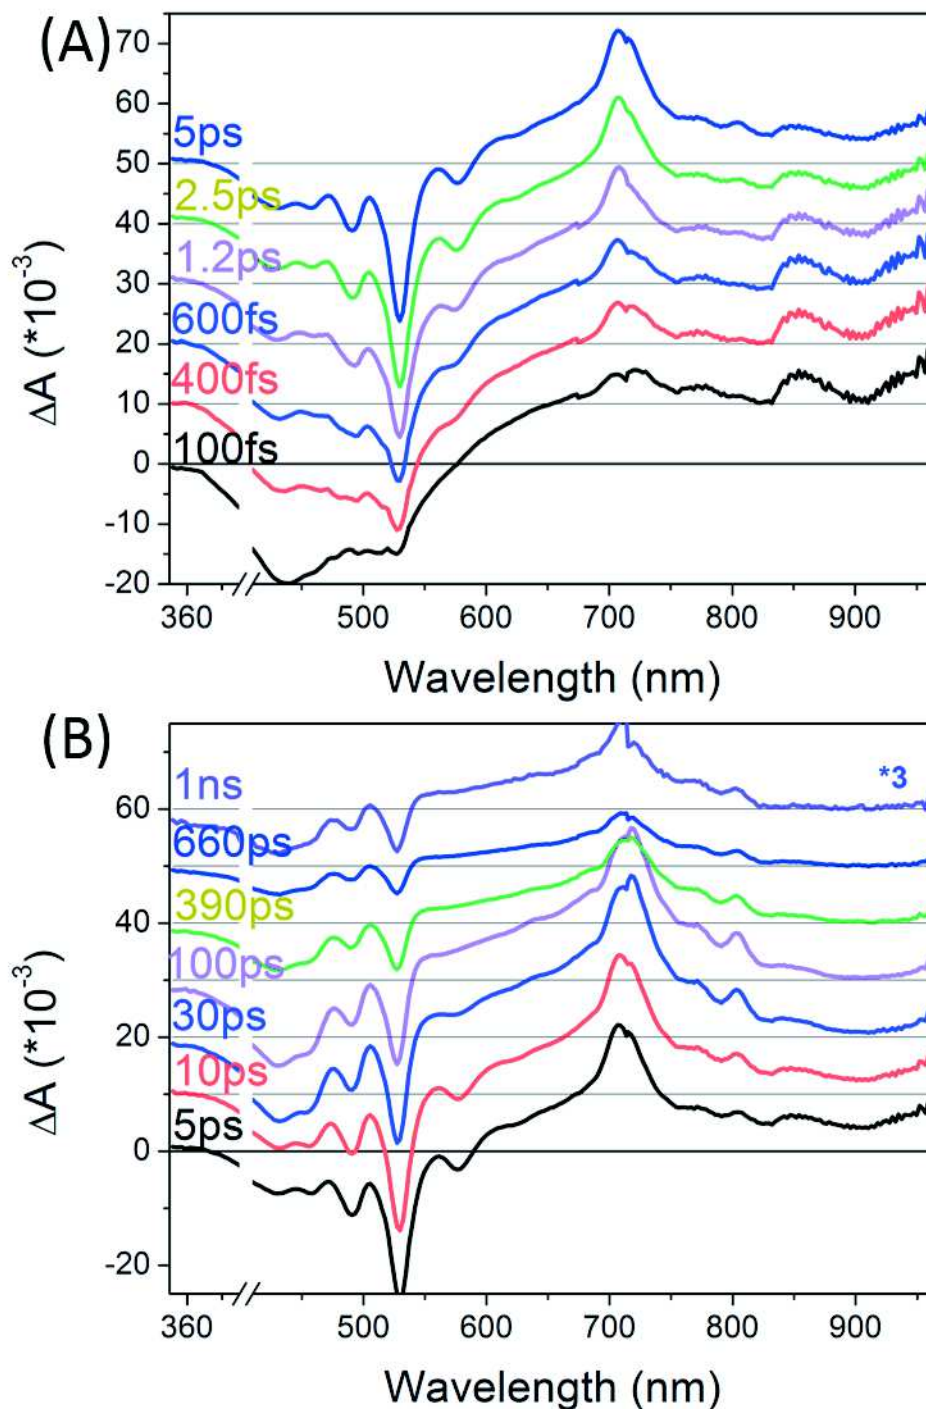 (A)
70
60
50
40
30
20
10
0
-10
-20
ΔA (*10⁻³)
5ps
2.5ps
1.2ps
600fs
400fs
100fs
360 500 600 700 800 900
Wavelength (nm)
(B)
60
40
20
0
-20
ΔA (*10⁻³)
1ns
*3
660ps
390ps
100ps
30ps
10ps
5ps
360 500 600 700 800 900
Wavelength (nm)